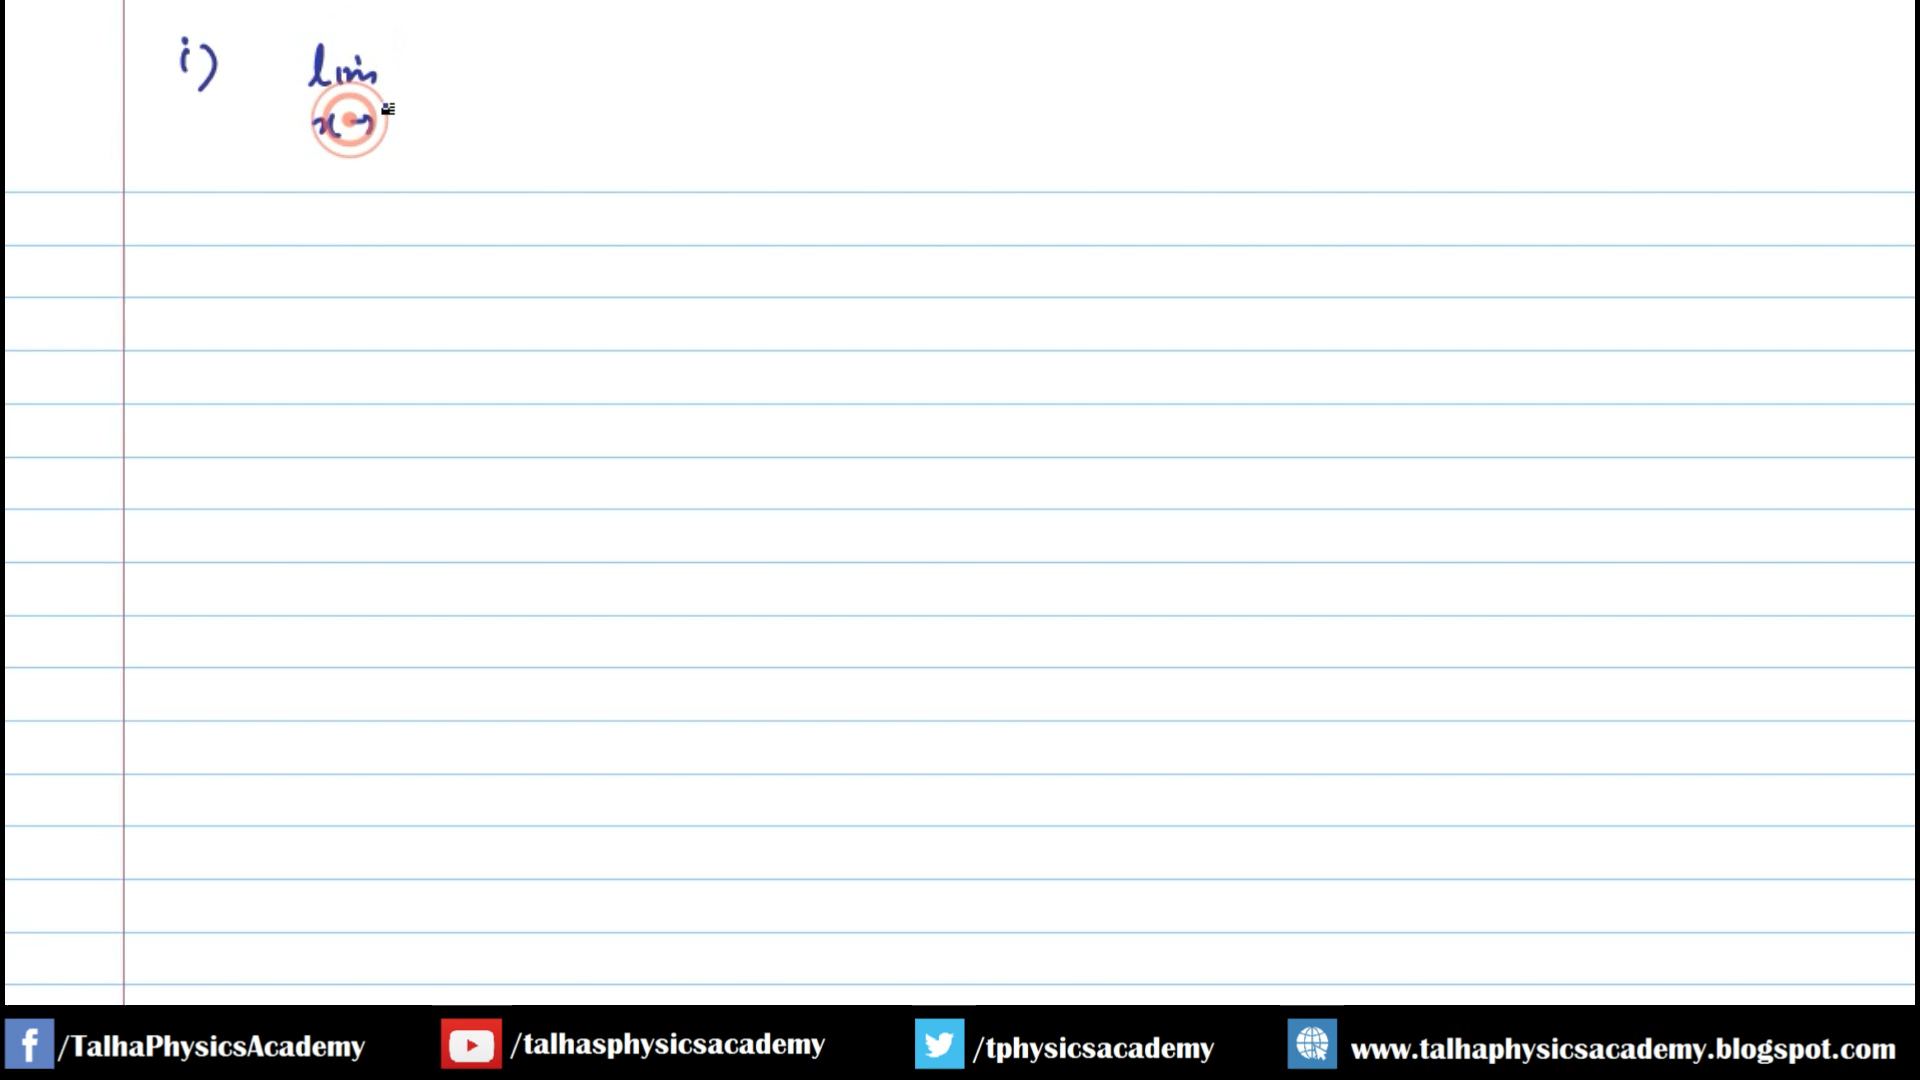 i) lim
x→
/TalhaPhysicsAcademy /talhasphysicsacademy /tphysicsacademy www.talhaphysicsacademy.blogspot.com